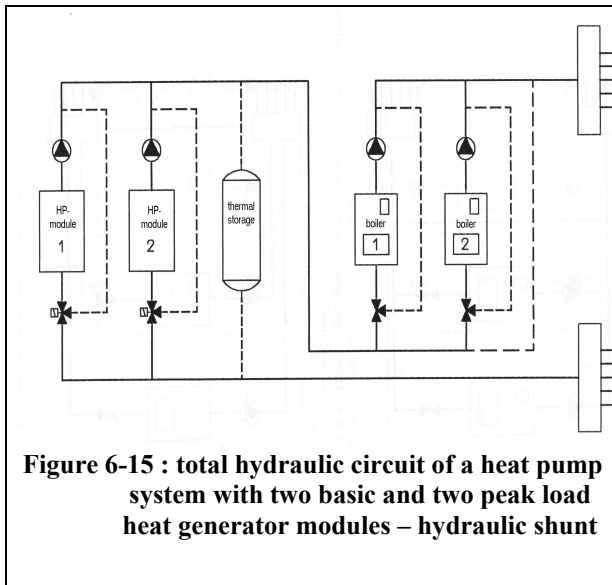 HP-
module
1
HP-
module
2
thermal
storage
boiler
1
boiler
2
Figure 6-15 : total hydraulic circuit of a heat pump
system with two basic and two peak load
heat generator modules – hydraulic shunt